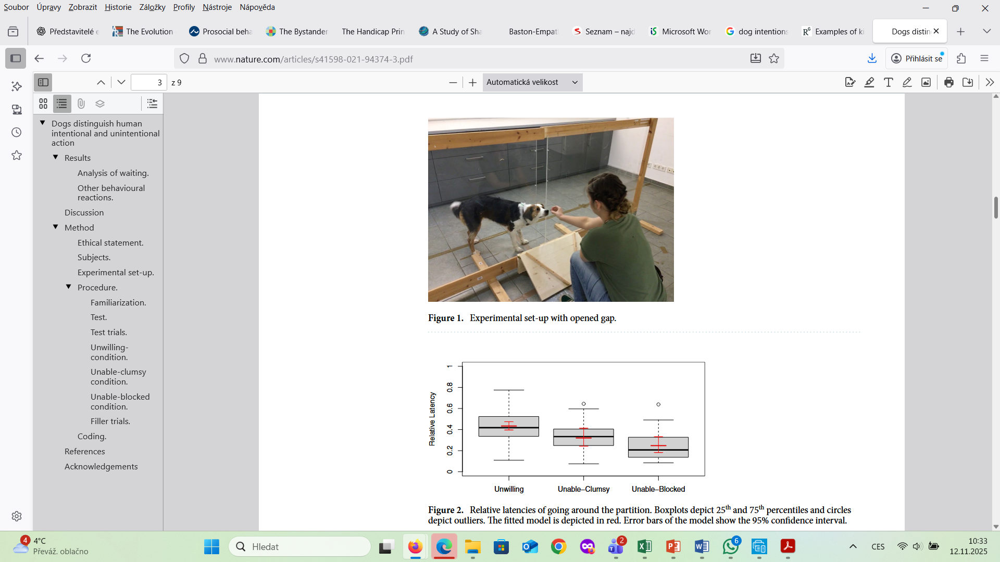 Soubor Úpravy Zobrazit Historie Záložky Profily Nástroje Nápověda
Představitelé e The Evolution Prosocial beha The Bystander The Handicap Prin A Study of Sha Baston-Empat Seznam – najd Microsoft Wor dog intentions Examples of ki Dogs distin
www.nature.com/articles/s41598-021-94374-3.pdf Přihlásit se
3 z 9 Automatická velikost
Dogs distinguish human
intentional and unintentional
action
Results
Analysis of waiting.
Other behavioural
reactions.
Discussion
Method
Ethical statement.
Subjects.
Experimental set-up.
Procedure.
Familiarization.
Test.
Test trials.
Unwilling-
condition.
Unable-clumsy
condition.
Unable-blocked
condition.
Filler trials.
Coding.
References
Acknowledgements
Figure 1. Experimental set-up with opened gap.
Relative Latency
1
0.8
0.6
0.4
0.2
0
Unwilling Unable–Clumsy Unable–Blocked
Figure 2. Relative latencies of going around the partition. Boxplots depict 25th and 75th percentiles and circles
depict outliers. The fitted model is depicted in red. Error bars of the model show the 95% confidence interval.
4
4°C
Převáž. oblačno
Hledat
2
6
CES
10:33
12.11.2025